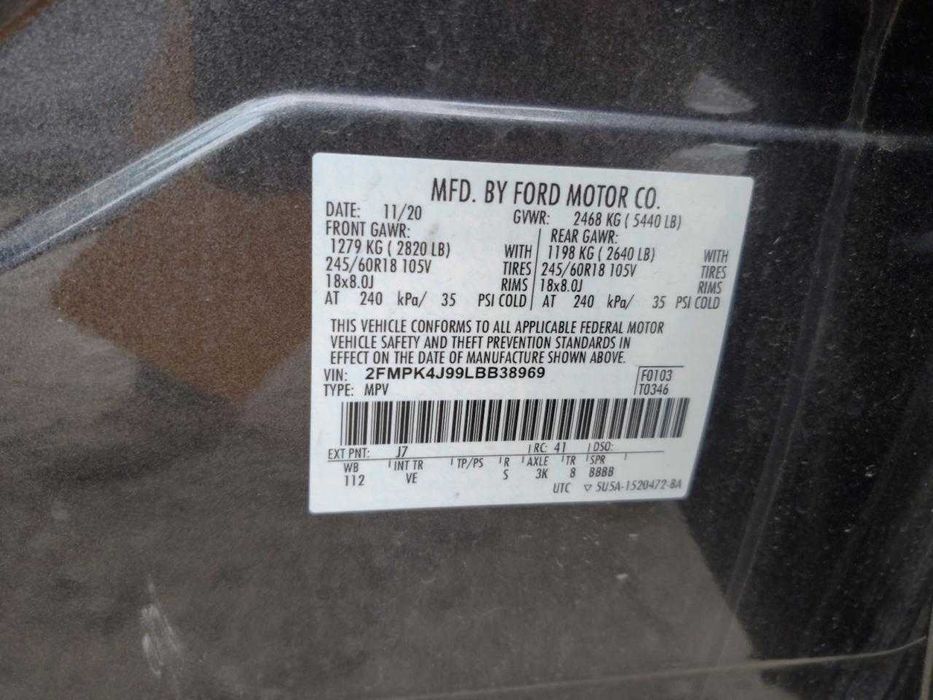 MFD. BY FORD MOTOR CO.
DATE: 11/20 GVWR: 2468 KG ( 5440 LB)
FRONT GAWR: REAR GAWR:
1279 KG ( 2820 LB) WITH 1198 KG ( 2640 LB) WITH
245/60R18 105V TIRES 245/60R18 105V TIRES
18x8.0J RIMS 18x8.0J RIMS
AT 240 kPa/ 35 PSI COLD AT 240 kPa/ 35 PSI COLD
THIS VEHICLE CONFORMS TO ALL APPLICABLE FEDERAL MOTOR
VEHICLE SAFETY AND THEFT PREVENTION STANDARDS IN
EFFECT ON THE DATE OF MANUFACTURE SHOWN ABOVE.
VIN: 2FMPK4J99LBB38969 F0103
TYPE: MPV T0346
EXT PNT: J7 RC: 41 DSO:
WB INT TR TP/PS R AXLE TR SPR
112 VE S 3K 8 BBBB
UTC ▽ 5U5A-1520472-BA